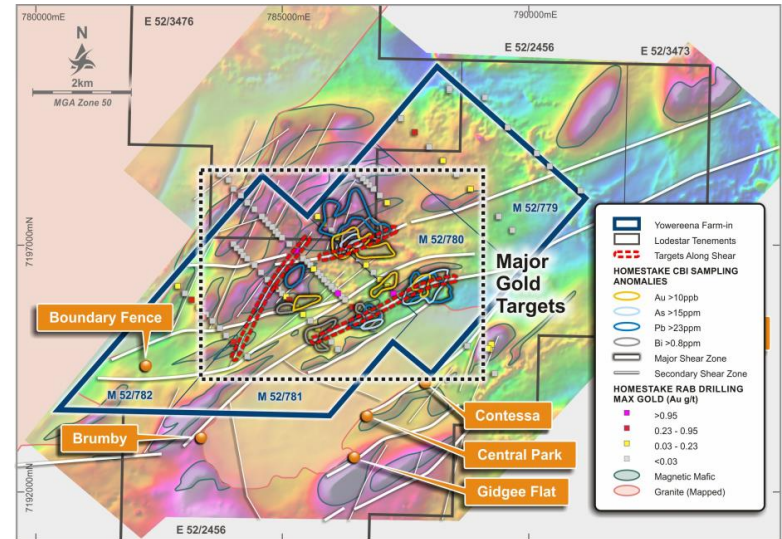 780000mE
785000mE
790000mE
E 52/3476
E 52/2456
E 52/3473
N
2km
MGA Zone 50
7197000mN
M 52/779
M 52/780
Major
Gold
Targets
Boundary Fence
M 52/782
M 52/781
Brumby
Contessa
Central Park
Gidgee Flat
7192000mN
E 52/2456
Yowereena Farm-in
Lodestar Tenements
Targets Along Shear
HOMESTAKE CBI SAMPLING
ANOMALIES
Au >10ppb
As >15ppm
Pb >23ppm
Bi >0.8ppm
Major Shear Zone
Secondary Shear Zone
HOMESTAKE RAB DRILLING
MAX GOLD (Au g/t)
>0.95
0.23 - 0.95
0.03 - 0.23
<0.03
Magnetic Mafic
Granite (Mapped)